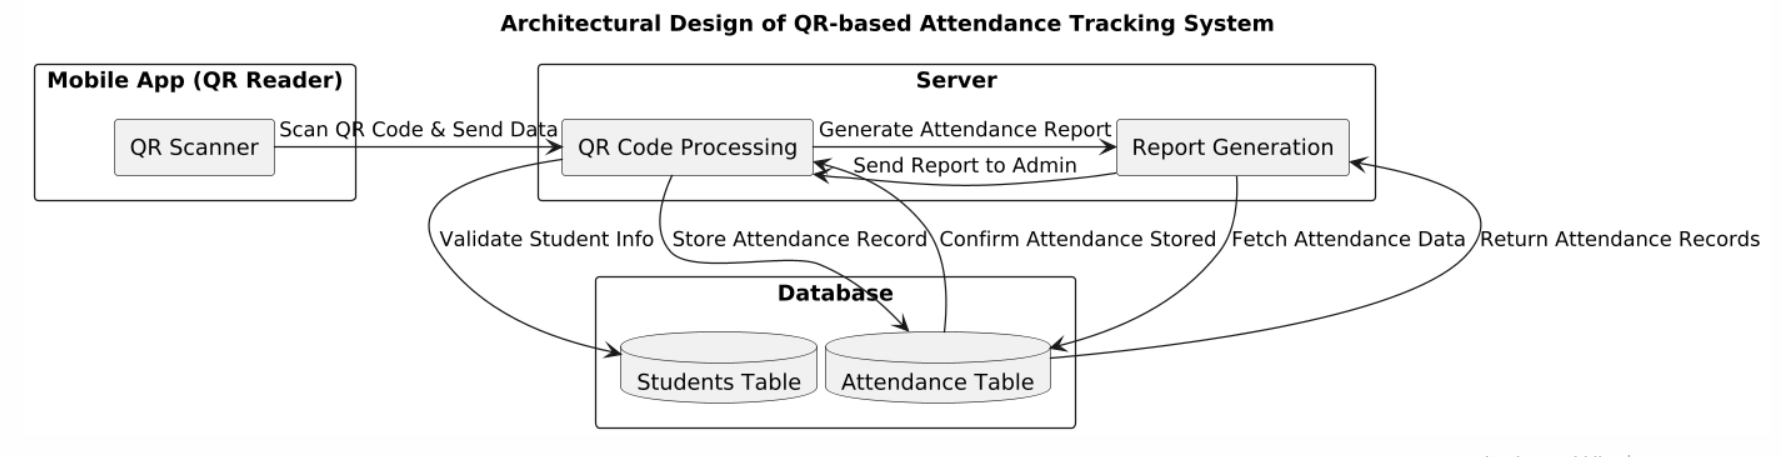 Architectural Design of QR-based Attendance Tracking System
Mobile App (QR Reader)
Server
QR Scanner
Scan QR Code & Send Data
QR Code Processing
Generate Attendance Report
Send Report to Admin
Report Generation
Validate Student Info
Store Attendance Record
Confirm Attendance Stored
Fetch Attendance Data
Return Attendance Records
Database
Students Table
Attendance Table